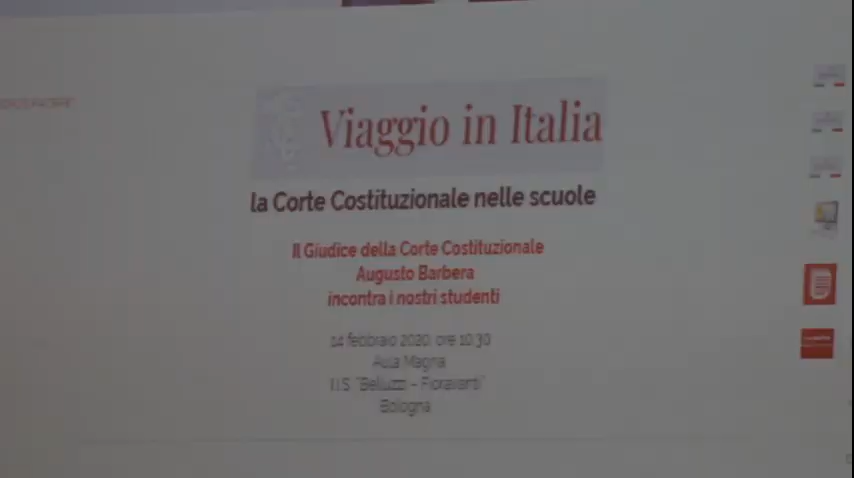 Viaggio in Italia
la Corte Costituzionale nelle scuole
Il Giudice della Corte Costituzionale
Augusto Barbera
incontra i nostri studenti
14 febbraio 2020, ore 10.30
Aula Magna
I.I.S. "Belluzzi - Fioravanti"
Bologna